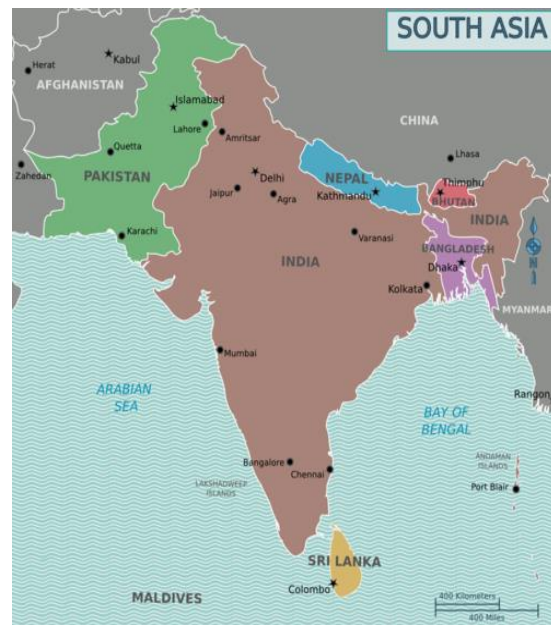 SOUTH ASIA
Herat
Kabul
AFGHANISTAN
Islamabad
CHINA
Lahore
Amritsar
Quetta
Lhasa
Zahedan
PAKISTAN
Delhi
NEPAL
Thimphu
Jaipur
Agra
Kathmandu
BHUTAN
INDIA
Karachi
Varanasi
BANGLADESH
INDIA
Dhaka
N
Kolkata
MYANMAR
Mumbai
ARABIAN
SEA
Rangon
BAY OF
BENGAL
Bangalore
Chennai
ANDAMAN
ISLANDS
LAKSHADWEEP
ISLANDS
Port Blair
SRI LANKA
Colombo
MALDIVES
400 Kilometers
400 Miles